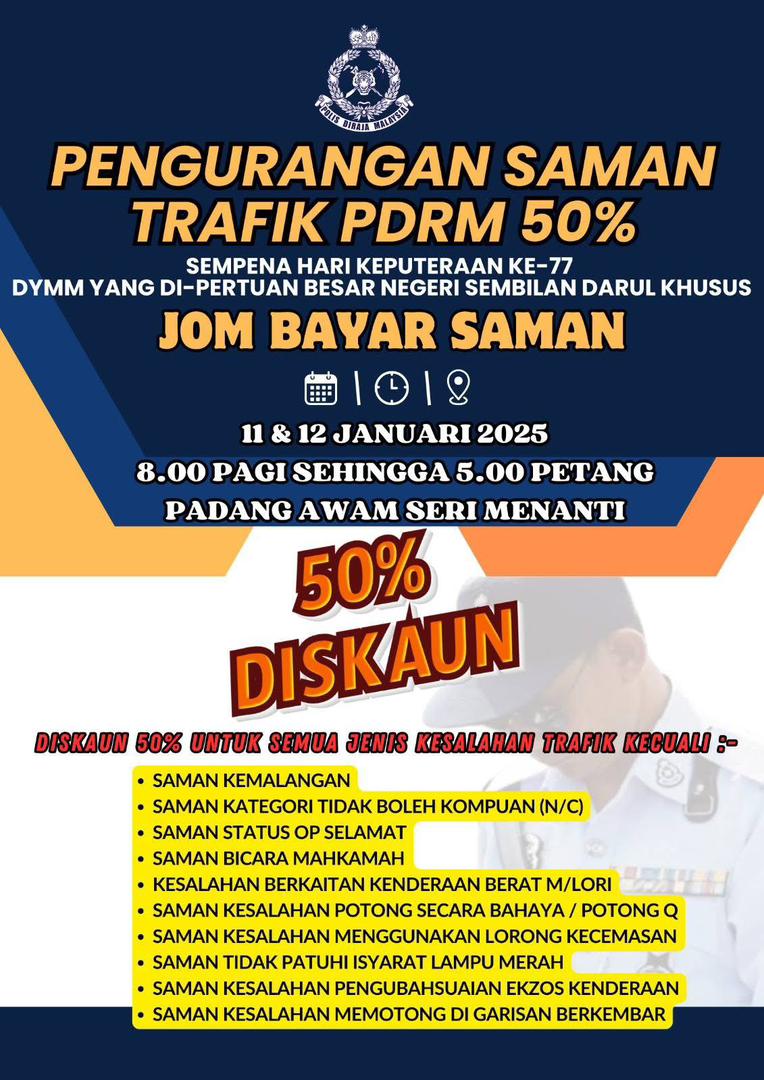 POLIS DIRAJA MALAYSIA
PENGURANGAN SAMAN
TRAFIK PDRM 50%
SEMPENA HARI KEPUTERAAN KE-77
DYMM YANG DI-PERTUAN BESAR NEGERI SEMBILAN DARUL KHUSUS
JOM BAYAR SAMAN
11 & 12 JANUARI 2025
8.00 PAGI SEHINGGA 5.00 PETANG
PADANG AWAM SERI MENANTI
50%
DISKAUN
DISKAUN 50% UNTUK SEMUA JENIS KESALAHAN TRAFIK KECUALI :-
• SAMAN KEMALANGAN
• SAMAN KATEGORI TIDAK BOLEH KOMPUAN (N/C)
• SAMAN STATUS OP SELAMAT
• SAMAN BICARA MAHKAMAH
• KESALAHAN BERKAITAN KENDERAAN BERAT M/LORI
• SAMAN KESALAHAN POTONG SECARA BAHAYA / POTONG Q
• SAMAN KESALAHAN MENGGUNAKAN LORONG KECEMASAN
• SAMAN TIDAK PATUHI ISYARAT LAMPU MERAH
• SAMAN KESALAHAN PENGUBAHSUAIAN EKZOS KENDERAAN
• SAMAN KESALAHAN MEMOTONG DI GARISAN BERKEMBAR